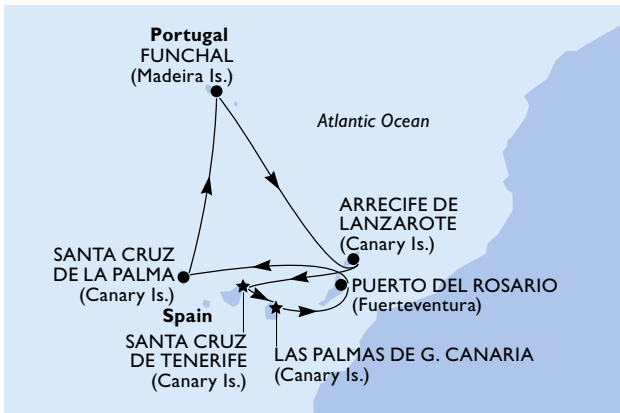 Portugal
FUNCHAL
(Madeira Is.)
Atlantic Ocean
ARRECIFE DE
LANZAROTE
(Canary Is.)
SANTA CRUZ
DE LA PALMA
(Canary Is.)
PUERTO DEL ROSARIO
(Fuerteventura)
Spain
SANTA CRUZ
DE TENERIFE
(Canary Is.)
LAS PALMAS DE G. CANARIA
(Canary Is.)